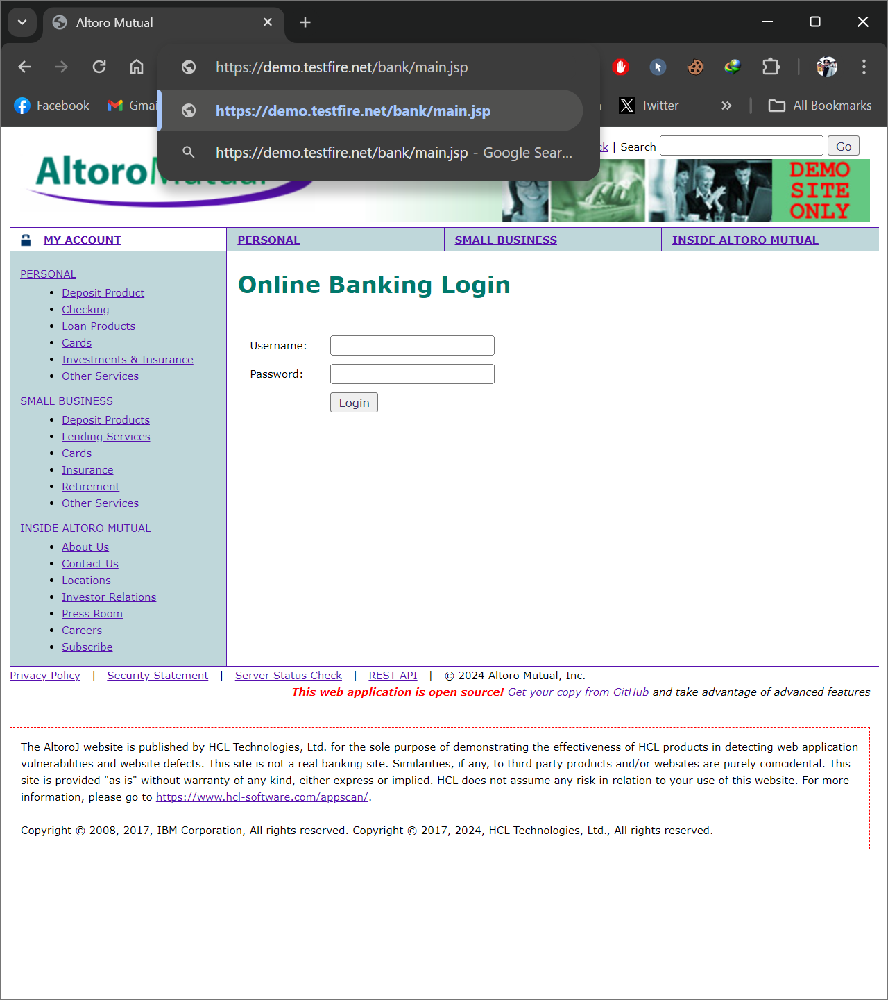 Altoro Mutual
https://demo.testfire.net/bank/main.jsp
https://demo.testfire.net/bank/main.jsp
https://demo.testfire.net/bank/main.jsp - Google Sear...
Facebook
Gmai
Twitter
All Bookmarks
ck | Search Go
AltoroMutual
DEMO
SITE
ONLY
MY ACCOUNT
PERSONAL
SMALL BUSINESS
INSIDE ALTORO MUTUAL
PERSONAL
Deposit Product
Checking
Loan Products
Cards
Investments & Insurance
Other Services
SMALL BUSINESS
Deposit Products
Lending Services
Cards
Insurance
Retirement
Other Services
INSIDE ALTORO MUTUAL
About Us
Contact Us
Locations
Investor Relations
Press Room
Careers
Subscribe
Online Banking Login
Username:
Password:
Login
Privacy Policy | Security Statement | Server Status Check | REST API | © 2024 Altoro Mutual, Inc.
This web application is open source! Get your copy from GitHub and take advantage of advanced features
The AltoroJ website is published by HCL Technologies, Ltd. for the sole purpose of demonstrating the effectiveness of HCL products in detecting web application
vulnerabilities and website defects. This site is not a real banking site. Similarities, if any, to third party products and/or websites are purely coincidental. This
site is provided "as is" without warranty of any kind, either express or implied. HCL does not assume any risk in relation to your use of this website. For more
information, please go to https://www.hcl-software.com/appscan/.
Copyright © 2008, 2017, IBM Corporation, All rights reserved. Copyright © 2017, 2024, HCL Technologies, Ltd., All rights reserved.